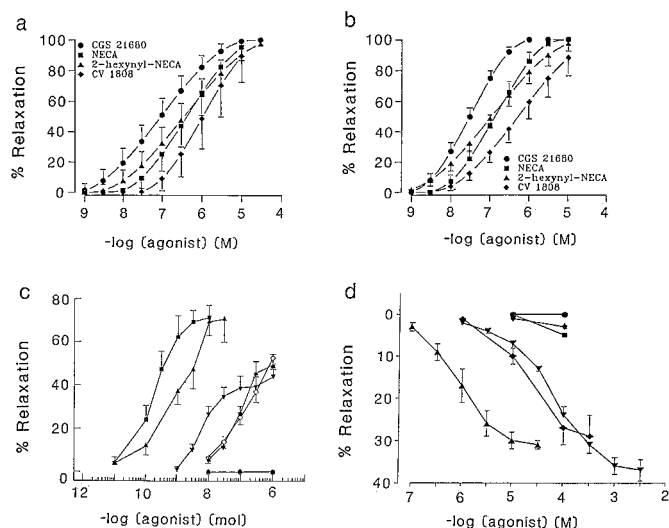 a
% Relaxation
100
80
60
40
20
0
CGS 21680
NECA
2-hexynyl-NECA
CV 1808
9 8 7 6 5 4
-log (agonist) (M)
b
% Relaxation
100
80
60
40
20
0
CGS 21680
NECA
2-hexynyl-NECA
CV 1808
9 8 7 6 5 4
-log (agonist) (M)
c
% Relaxation
80
60
40
20
0
12 10 8 6
-log (agonist) (mol)
d
% Relaxation
0
10
20
30
40
7 6 5 4 3 2
-log (agonist) (M)